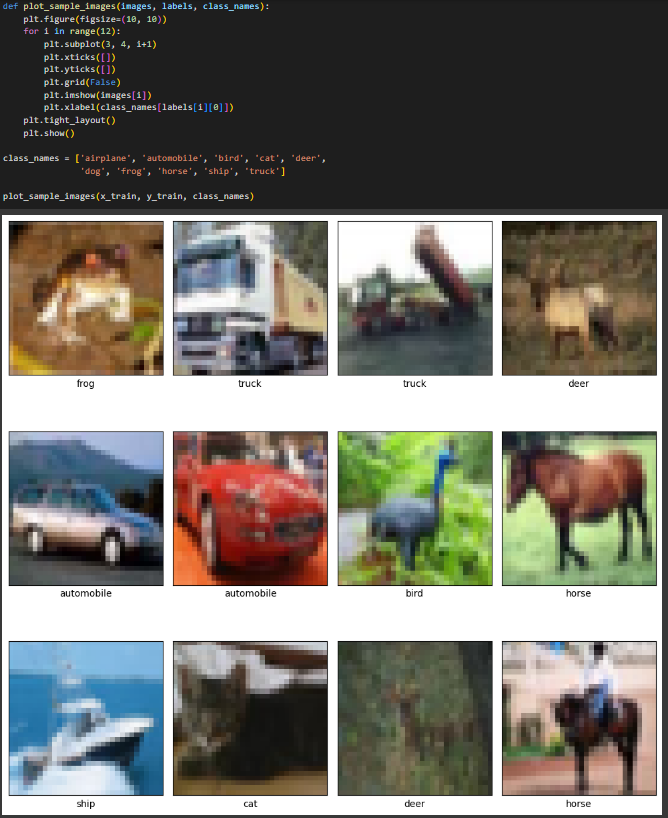 def plot_sample_images(images, labels, class_names):
    plt.figure(figsize=(10, 10))
    for i in range(12):
        plt.subplot(3, 4, i+1)
        plt.xticks([])
        plt.yticks([])
        plt.grid(False)
        plt.imshow(images[i])
        plt.xlabel(class_names[labels[i][0]])
    plt.tight_layout()
    plt.show()
class_names = ['airplane', 'automobile', 'bird', 'cat', 'deer',
               'dog', 'frog', 'horse', 'ship', 'truck']
plot_sample_images(x_train, y_train, class_names)
frog truck truck deer
automobile automobile bird horse
ship cat deer horse